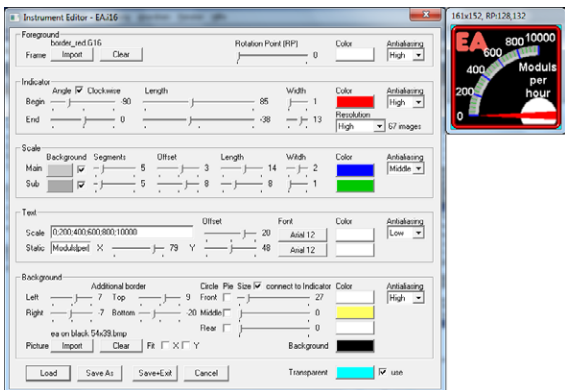 Instrument Editor - EA.i16
Foreground
border_red.G16
Rotation Point (RP)
Color
Antialiasing
Frame Import Clear 0 High
Indicator
Angle Clockwise Length Width Color Antialiasing
Begin -90 85 1 High
Resolution
End 0 -38 13 High 67 images
Scale
Background Segments Offset Length Width Color Antialiasing
Main 5 3 14 2 Middle
Sub 5 8 8 1
Text
Offset Font Color Antialiasing
Scale 0;200;400;600;800;10000 20 Arial 12 Low
Static Moduls|per| X 79 Y 48 Arial 12
Background
Additional border Circle Pie Size connect to Indicator Color Antialiasing
Left 7 Top 9 Front 27 High
Right -7 Bottom -20 Middle 0
Rear 0
ea on black 54x39.bmp
Picture Import Clear Fit X Y Background
Load Save As Save+Exit Cancel Transparent use
161x152, RP:128,132
EA
800 10000
600
400 Moduls
per
200 hour
0